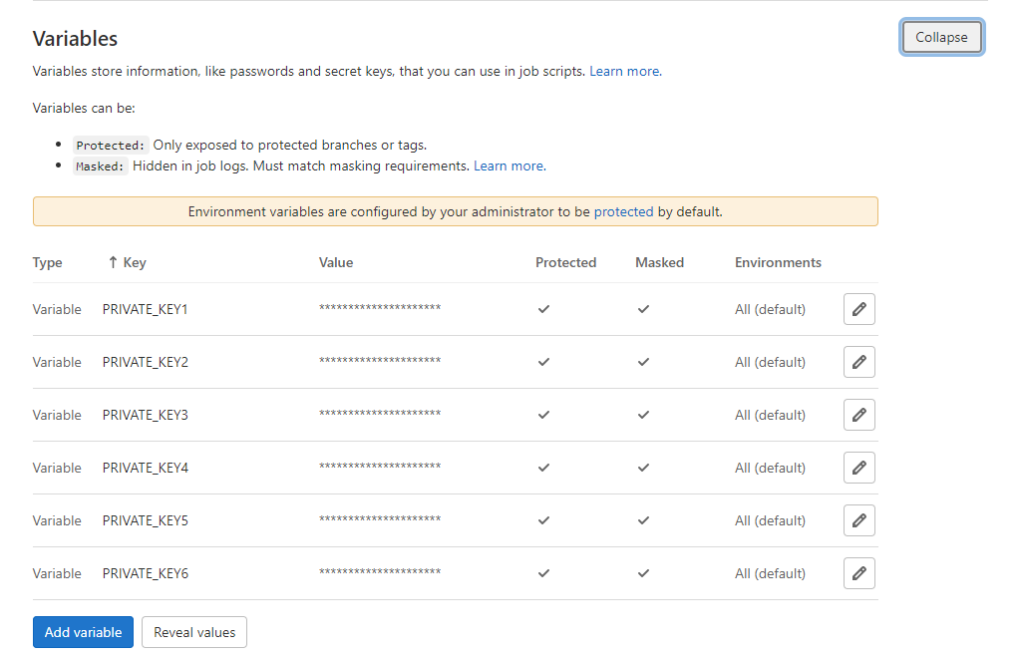 Variables
Collapse
Variables store information, like passwords and secret keys, that you can use in job scripts. Learn more.
Variables can be:
• Protected: Only exposed to protected branches or tags.
• Masked: Hidden in job logs. Must match masking requirements. Learn more.
Environment variables are configured by your administrator to be protected by default.
Type ↑ Key Value Protected Masked Environments
Variable PRIVATE_KEY1 ********************* ✓ ✓ All (default)
Variable PRIVATE_KEY2 ********************* ✓ ✓ All (default)
Variable PRIVATE_KEY3 ********************* ✓ ✓ All (default)
Variable PRIVATE_KEY4 ********************* ✓ ✓ All (default)
Variable PRIVATE_KEY5 ********************* ✓ ✓ All (default)
Variable PRIVATE_KEY6 ********************* ✓ ✓ All (default)
Add variable Reveal values